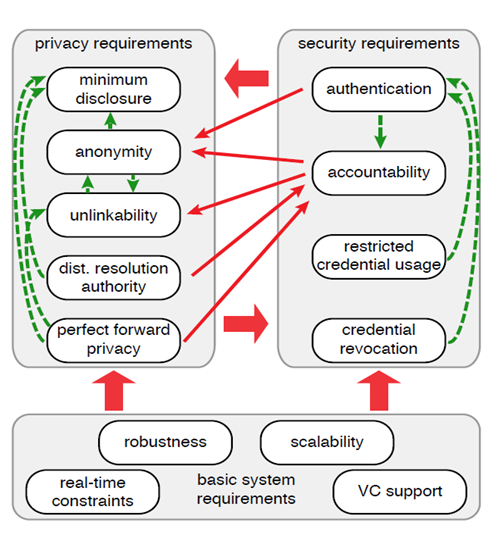 privacy requirements
minimum
disclosure
anonymity
unlinkability
dist. resolution
authority
perfect forward
privacy
security requirements
authentication
accountability
restricted
credential usage
credential
revocation
robustness
scalability
real-time
constraints
basic system
requirements
VC support